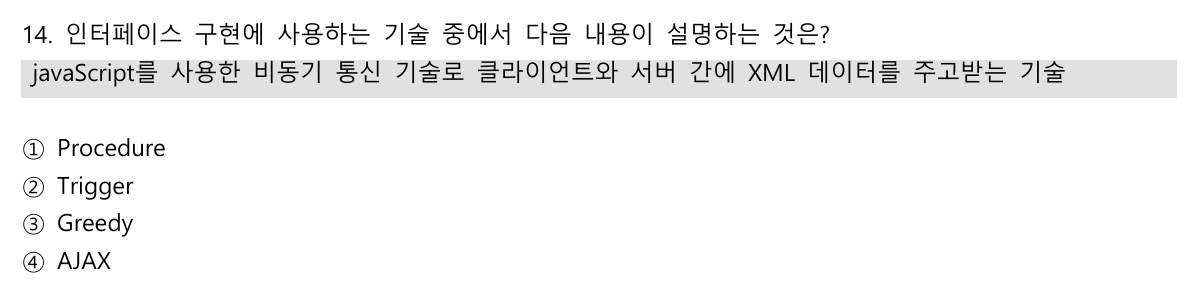 14. 인터페이스 구현에 사용하는 기술 중에서 다음 내용이 설명하는 것은?
javaScript를 사용한 비동기 통신 기술로 클라이언트와 서버 간에 XML 데이터를 주고받는 기술
① Procedure
② Trigger
③ Greedy
④ AJAX